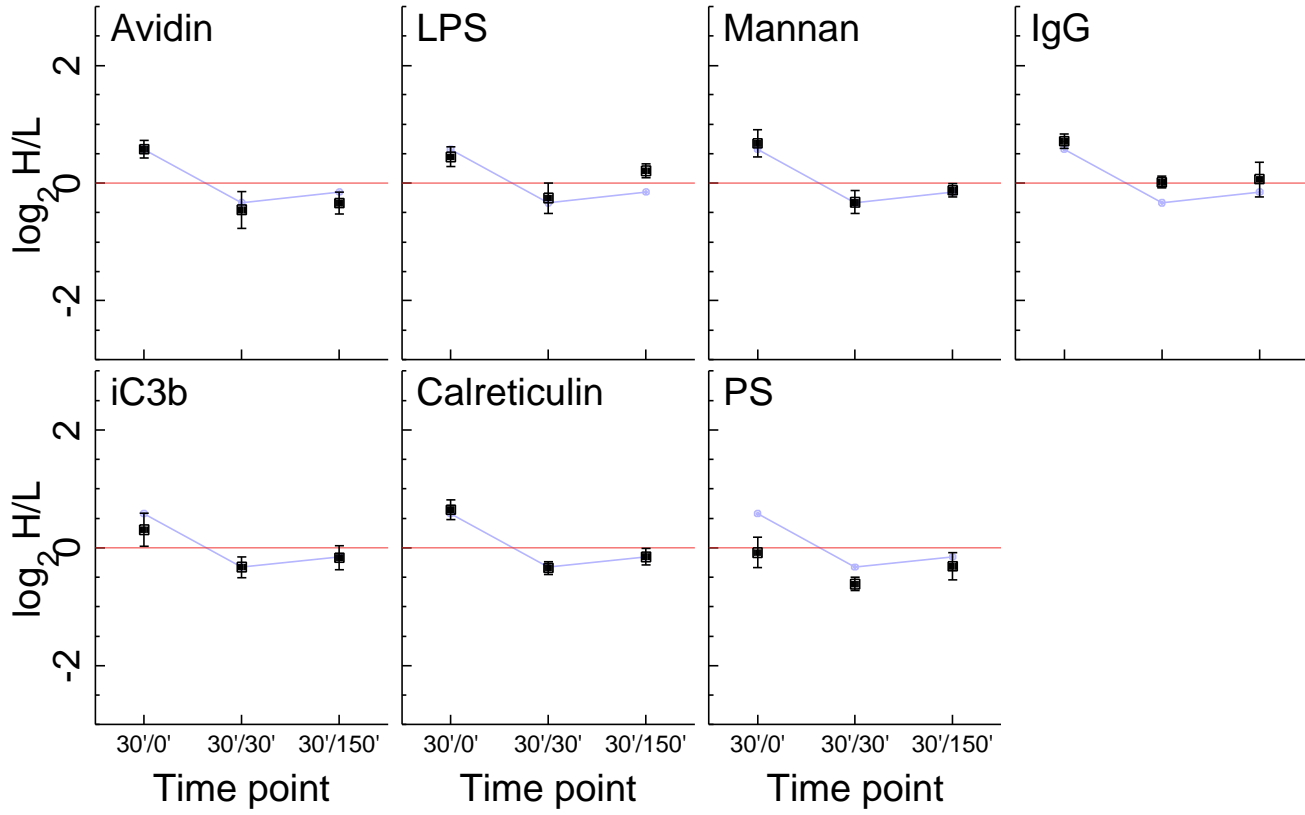 Avidin LPS Mannan IgG
2
0
-2
log2 H/L
iC3b Calreticulin PS
2
0
-2
log2 H/L
30'/0' 30'/30' 30'/150' 30'/0' 30'/30' 30'/150' 30'/0' 30'/30' 30'/150'
Time point Time point Time point